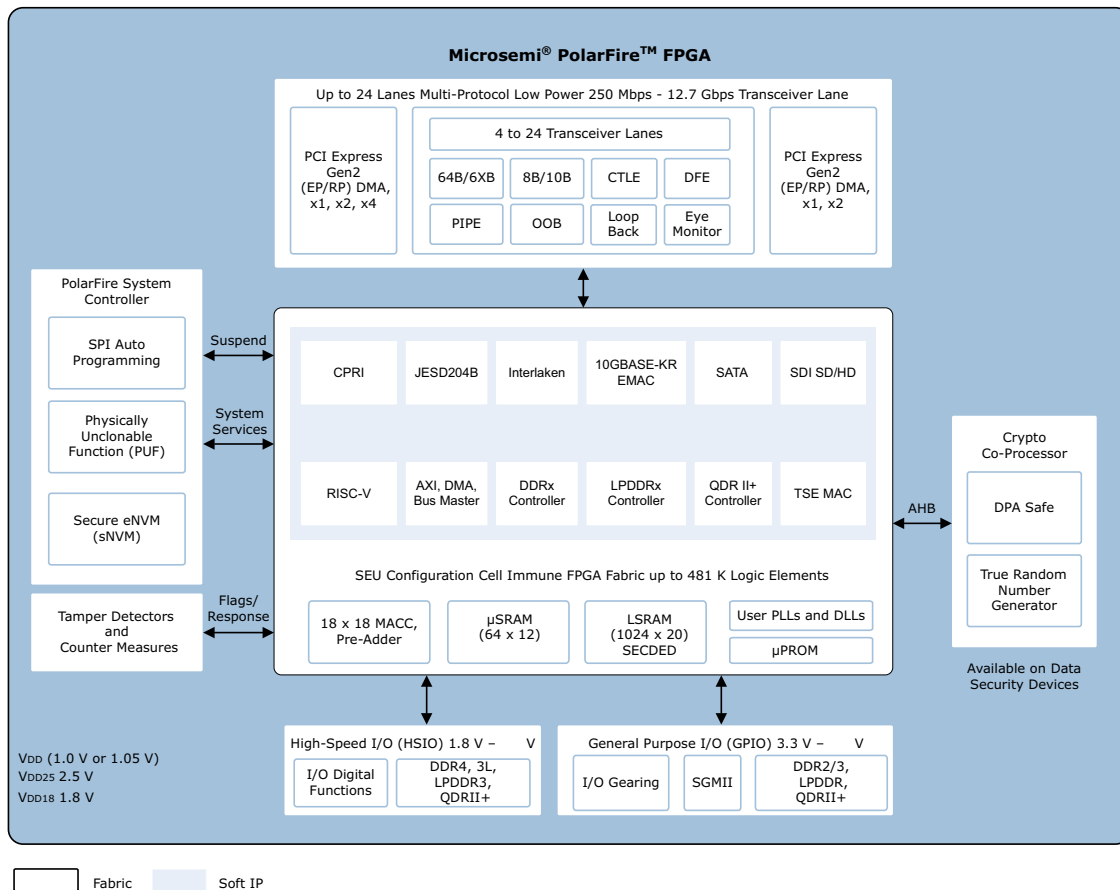 Microsemi® PolarFire™ FPGA
Up to 24 Lanes Multi-Protocol Low Power 250 Mbps - 12.7 Gbps Transceiver Lane
PCI Express
Gen2
(EP/RP) DMA,
x1, x2, x4
4 to 24 Transceiver Lanes
64B/6XB
8B/10B
CTLE
DFE
PIPE
OOB
Loop
Back
Eye
Monitor
PCI Express
Gen2
(EP/RP) DMA,
x1, x2
PolarFire System
Controller
SPI Auto
Programming
Physically
Unclonable
Function (PUF)
Secure eNVM
(sNVM)
Suspend
System
Services
Tamper Detectors
and
Counter Measures
Flags/
Response
CPRI
JESD204B
Interlaken
10GBASE-KR
EMAC
SATA
SDI SD/HD
RISC-V
AXI, DMA,
Bus Master
DDRx
Controller
LPDDRx
Controller
QDR II+
Controller
TSE MAC
SEU Configuration Cell Immune FPGA Fabric up to 481 K Logic Elements
18 x 18 MACC,
Pre-Adder
µSRAM
(64 x 12)
LSRAM
(1024 x 20)
SECDED
User PLLs and DLLs
µPROM
AHB
Crypto
Co-Processor
DPA Safe
True Random
Number
Generator
Available on Data
Security Devices
High-Speed I/O (HSIO) 1.8 V – V
I/O Digital
Functions
DDR4, 3L,
LPDDR3,
QDRII+
General Purpose I/O (GPIO) 3.3 V – V
I/O Gearing
SGMII
DDR2/3,
LPDDR,
QDRII+
VDD (1.0 V or 1.05 V)
VDD25 2.5 V
VDD18 1.8 V
Fabric
Soft IP